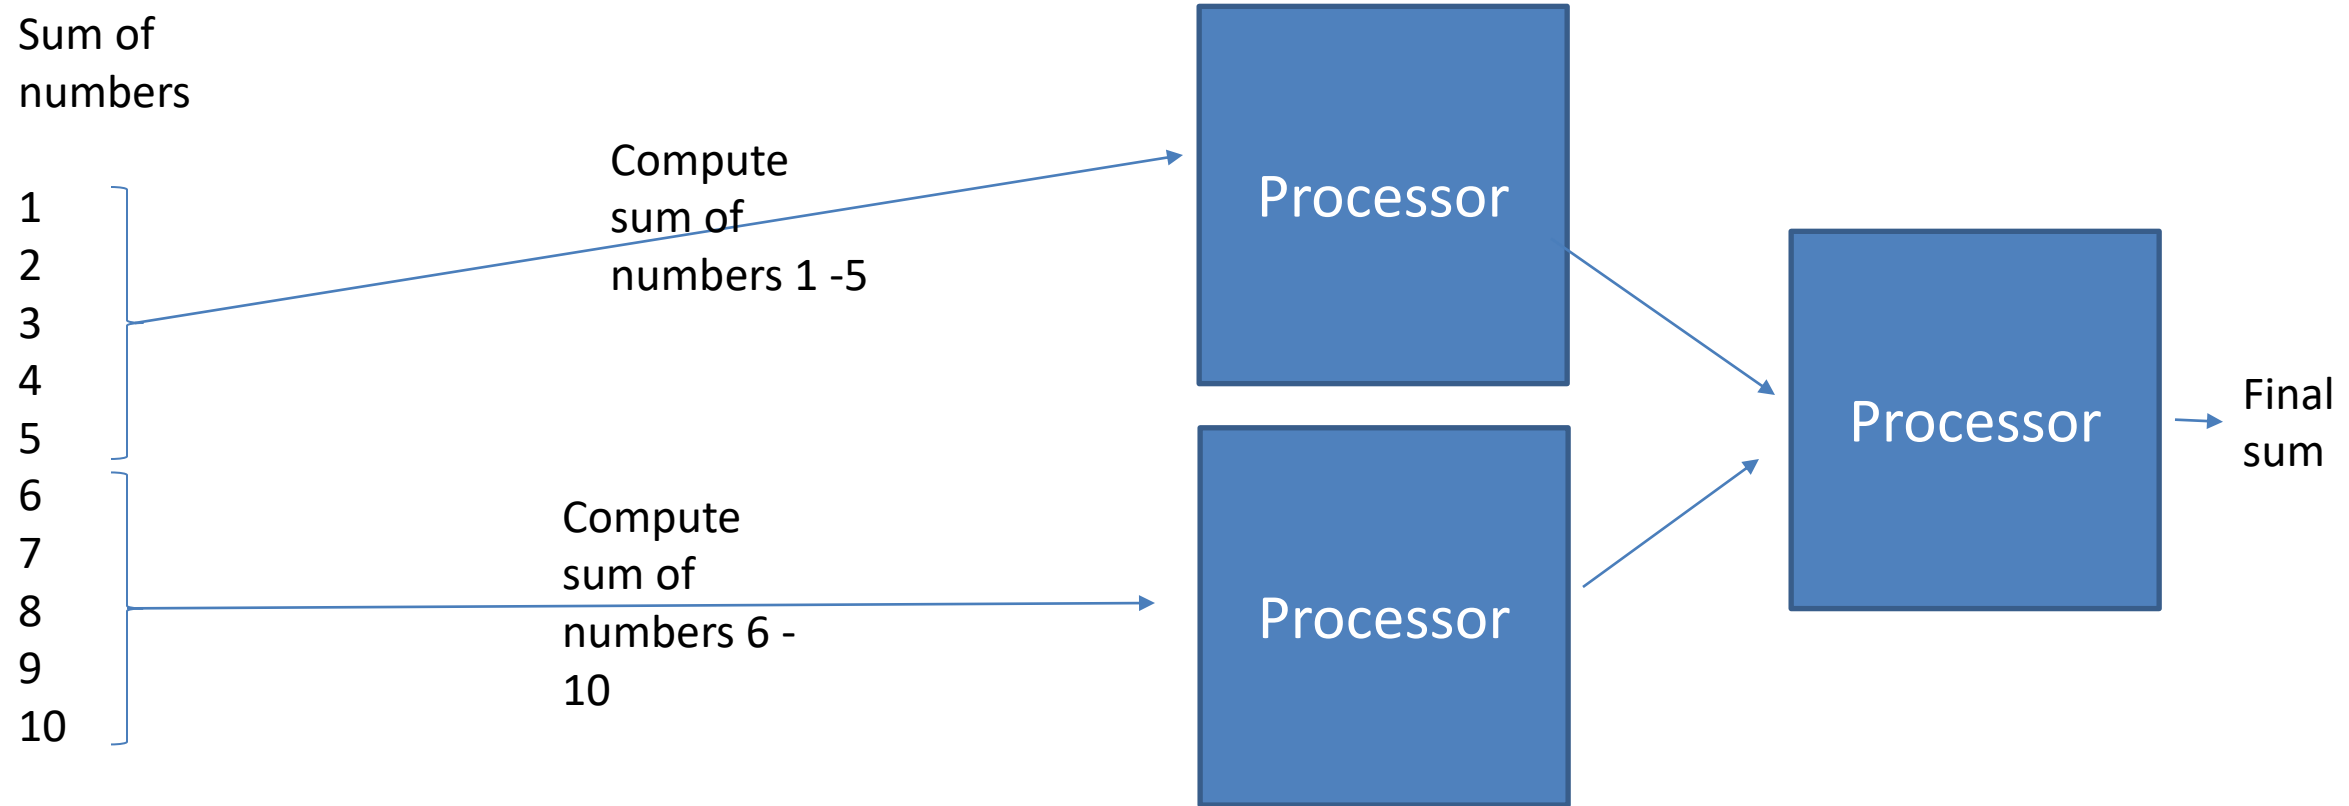 Sum of
numbers
1
2
3
4
5
6
7
8
9
10
Compute
sum of
numbers 1 -5
Compute
sum of
numbers 6 -
10
Processor
Processor
Processor
Final
sum